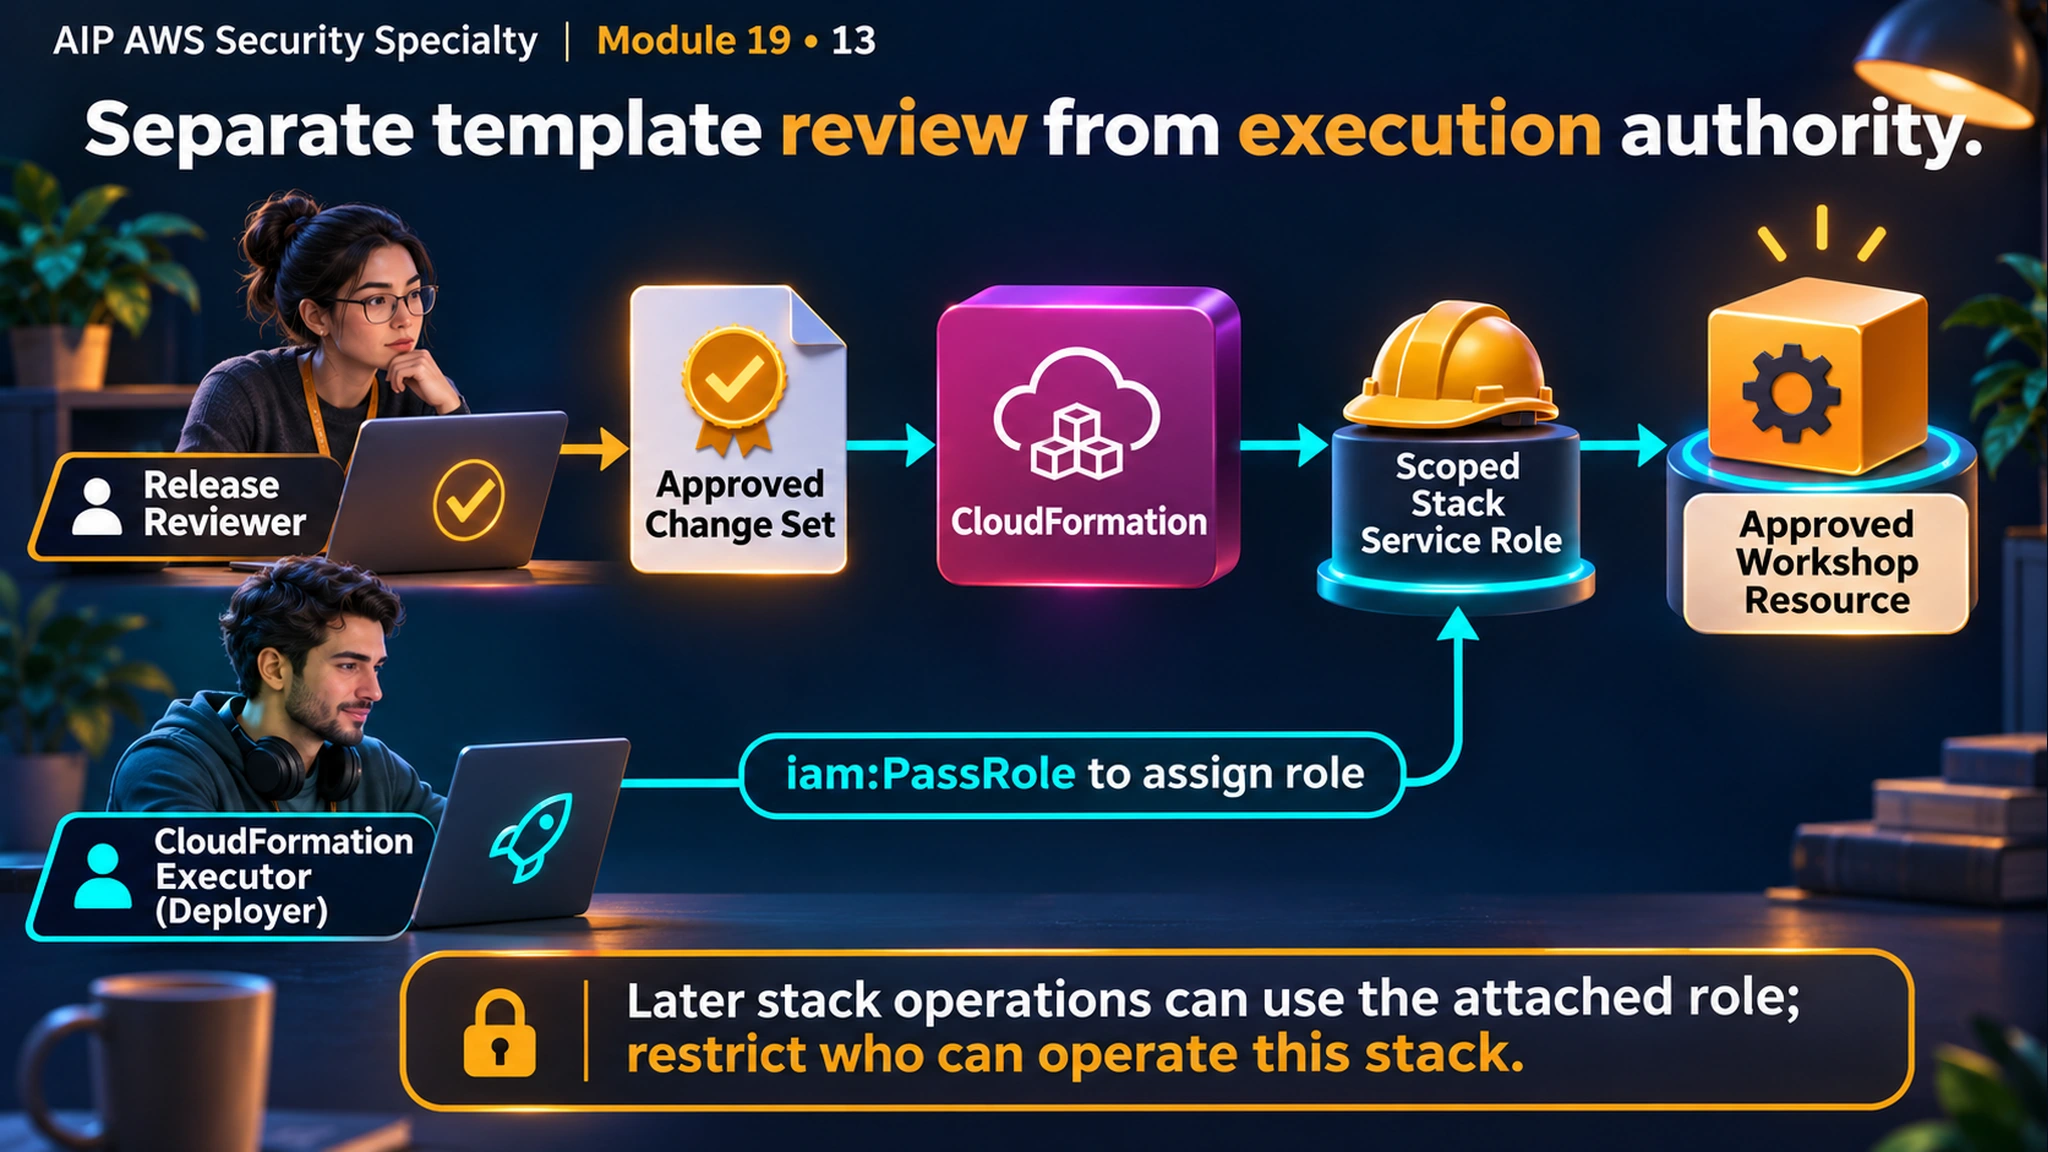 AIP AWS Security Specialty | Module 19 • 13
Separate template review from execution authority.
Release
Reviewer
Approved
Change Set
CloudFormation
Scoped
Stack
Service Role
Approved
Workshop
Resource
iam:PassRole to assign role
CloudFormation
Executor
(Deployer)
Later stack operations can use the attached role;
restrict who can operate this stack.